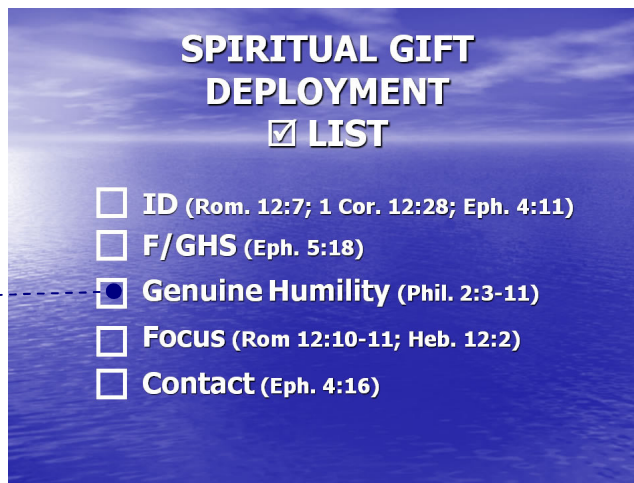 SPIRITUAL GIFT
DEPLOYMENT
☑ LIST
ID (Rom. 12:7; 1 Cor. 12:28; Eph. 4:11)
F/GHS (Eph. 5:18)
Genuine Humility (Phil. 2:3-11)
Focus (Rom 12:10-11; Heb. 12:2)
Contact (Eph. 4:16)